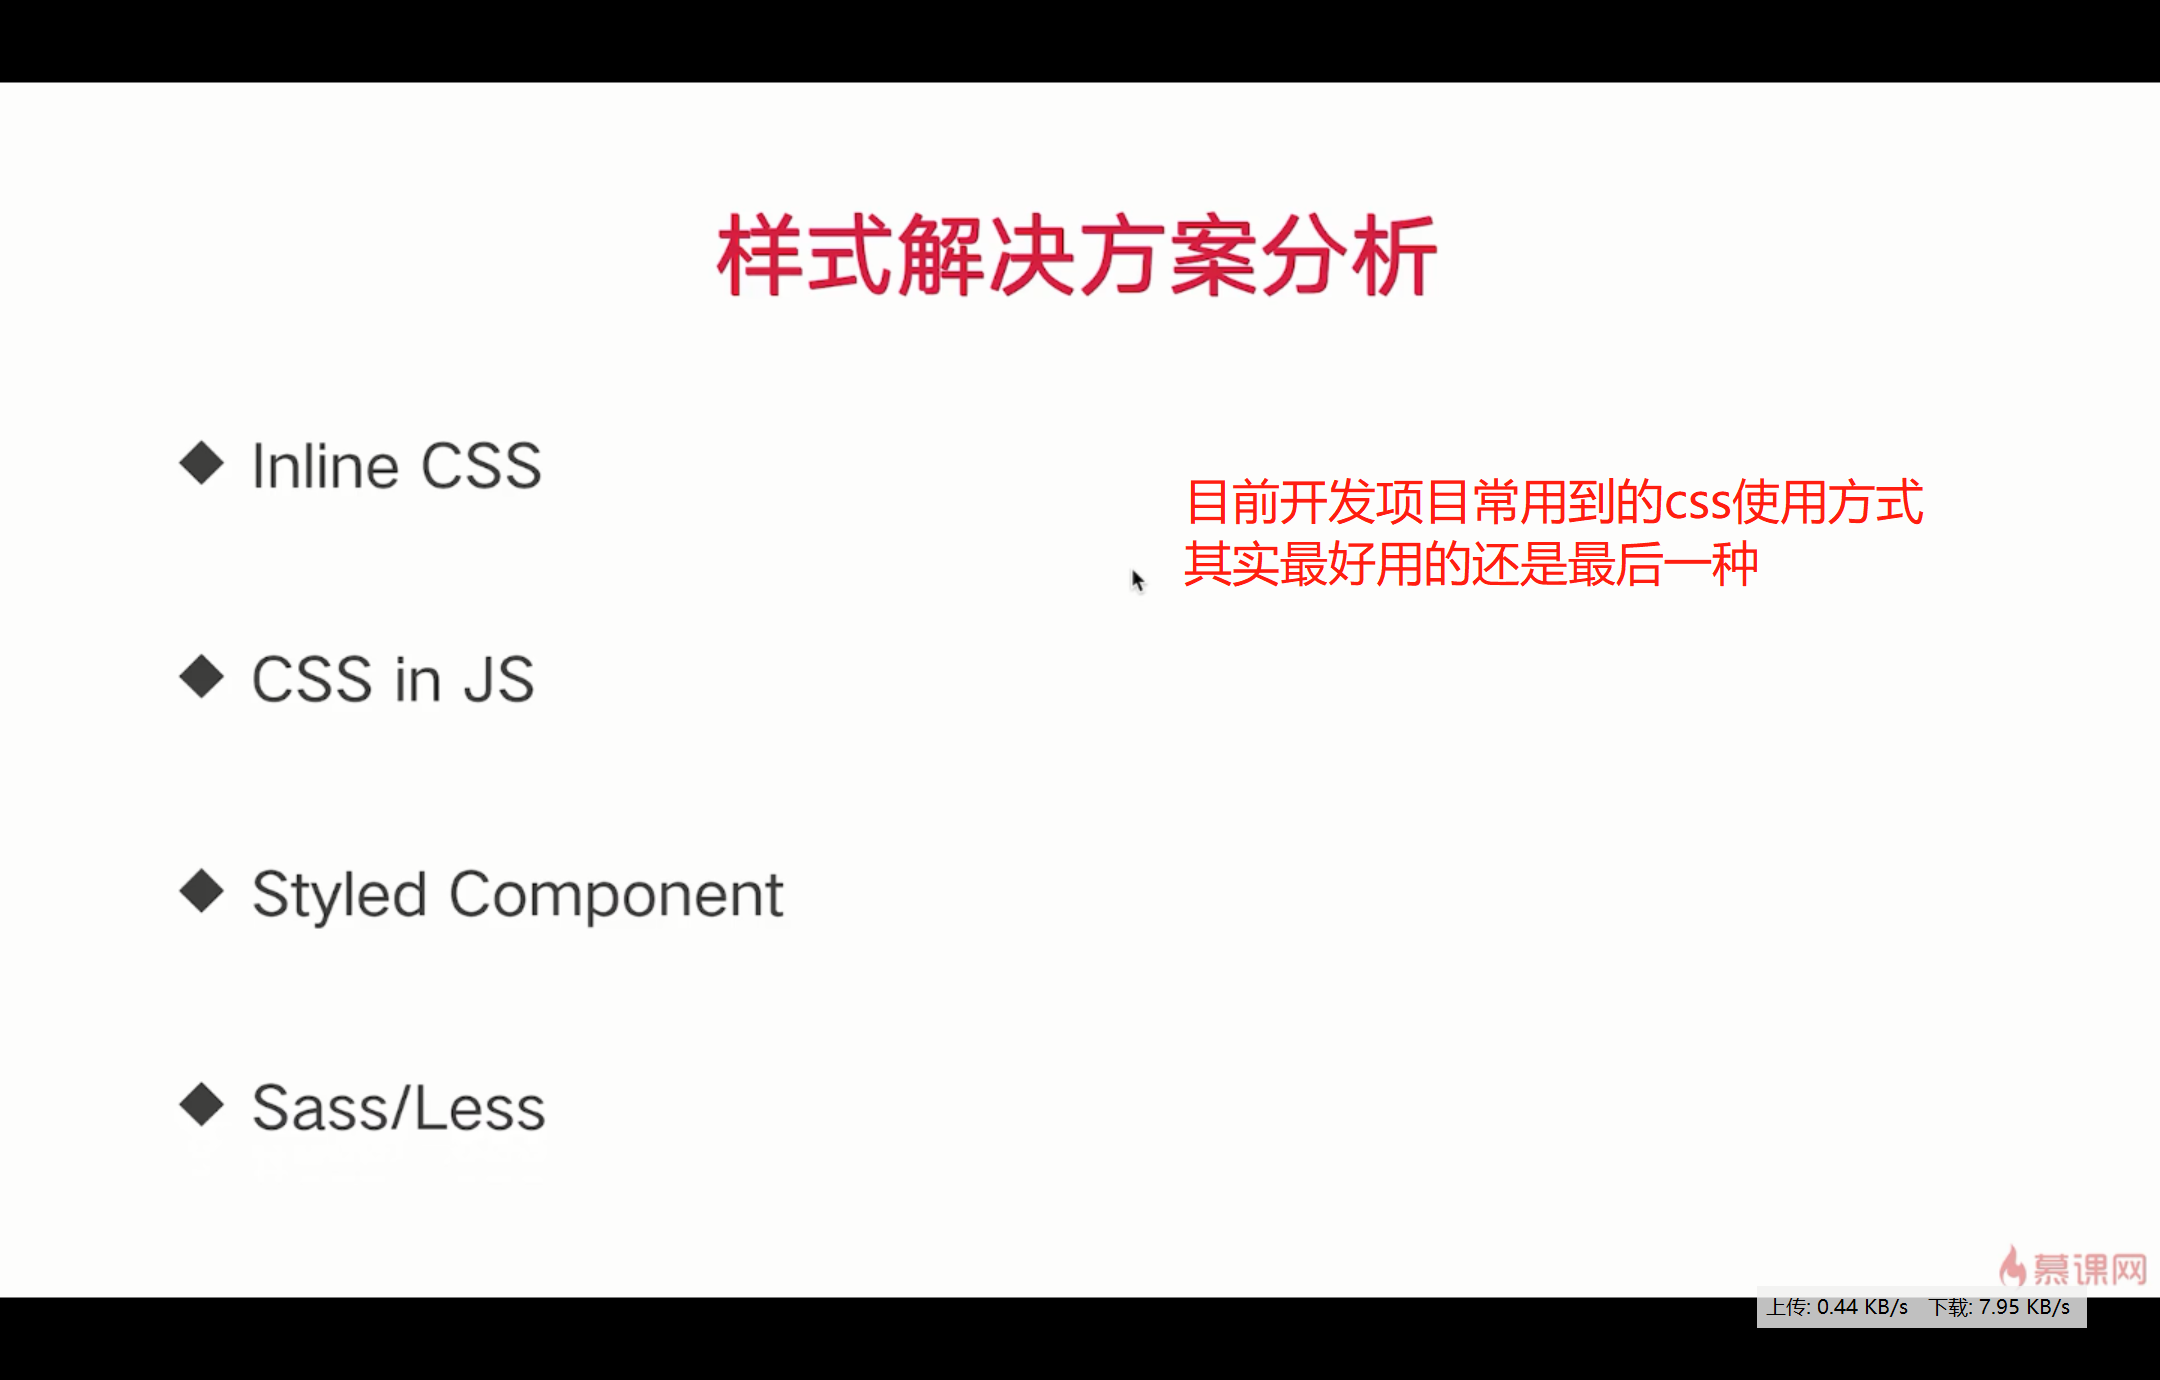 样式解决方案分析
◆ Inline CSS
目前开发项目常用到的css使用方式
其实最好用的还是最后一种
◆ CSS in JS
◆ Styled Component
◆ Sass/Less
慕课网
上传: 0.44 KB/s 下载: 7.95 KB/s